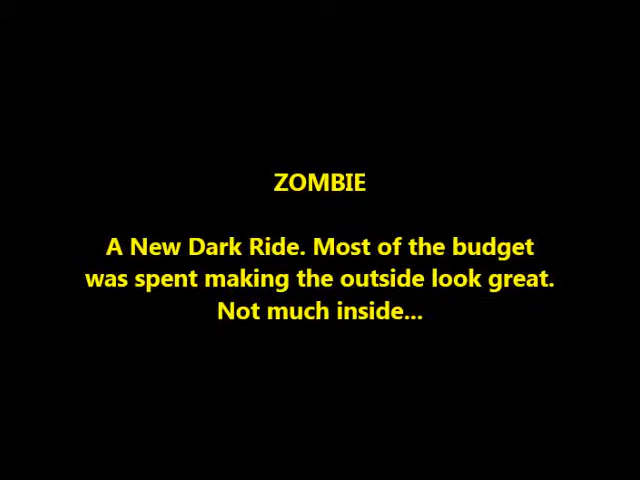 ZOMBIE
A New Dark Ride. Most of the budget
was spent making the outside look great.
Not much inside...